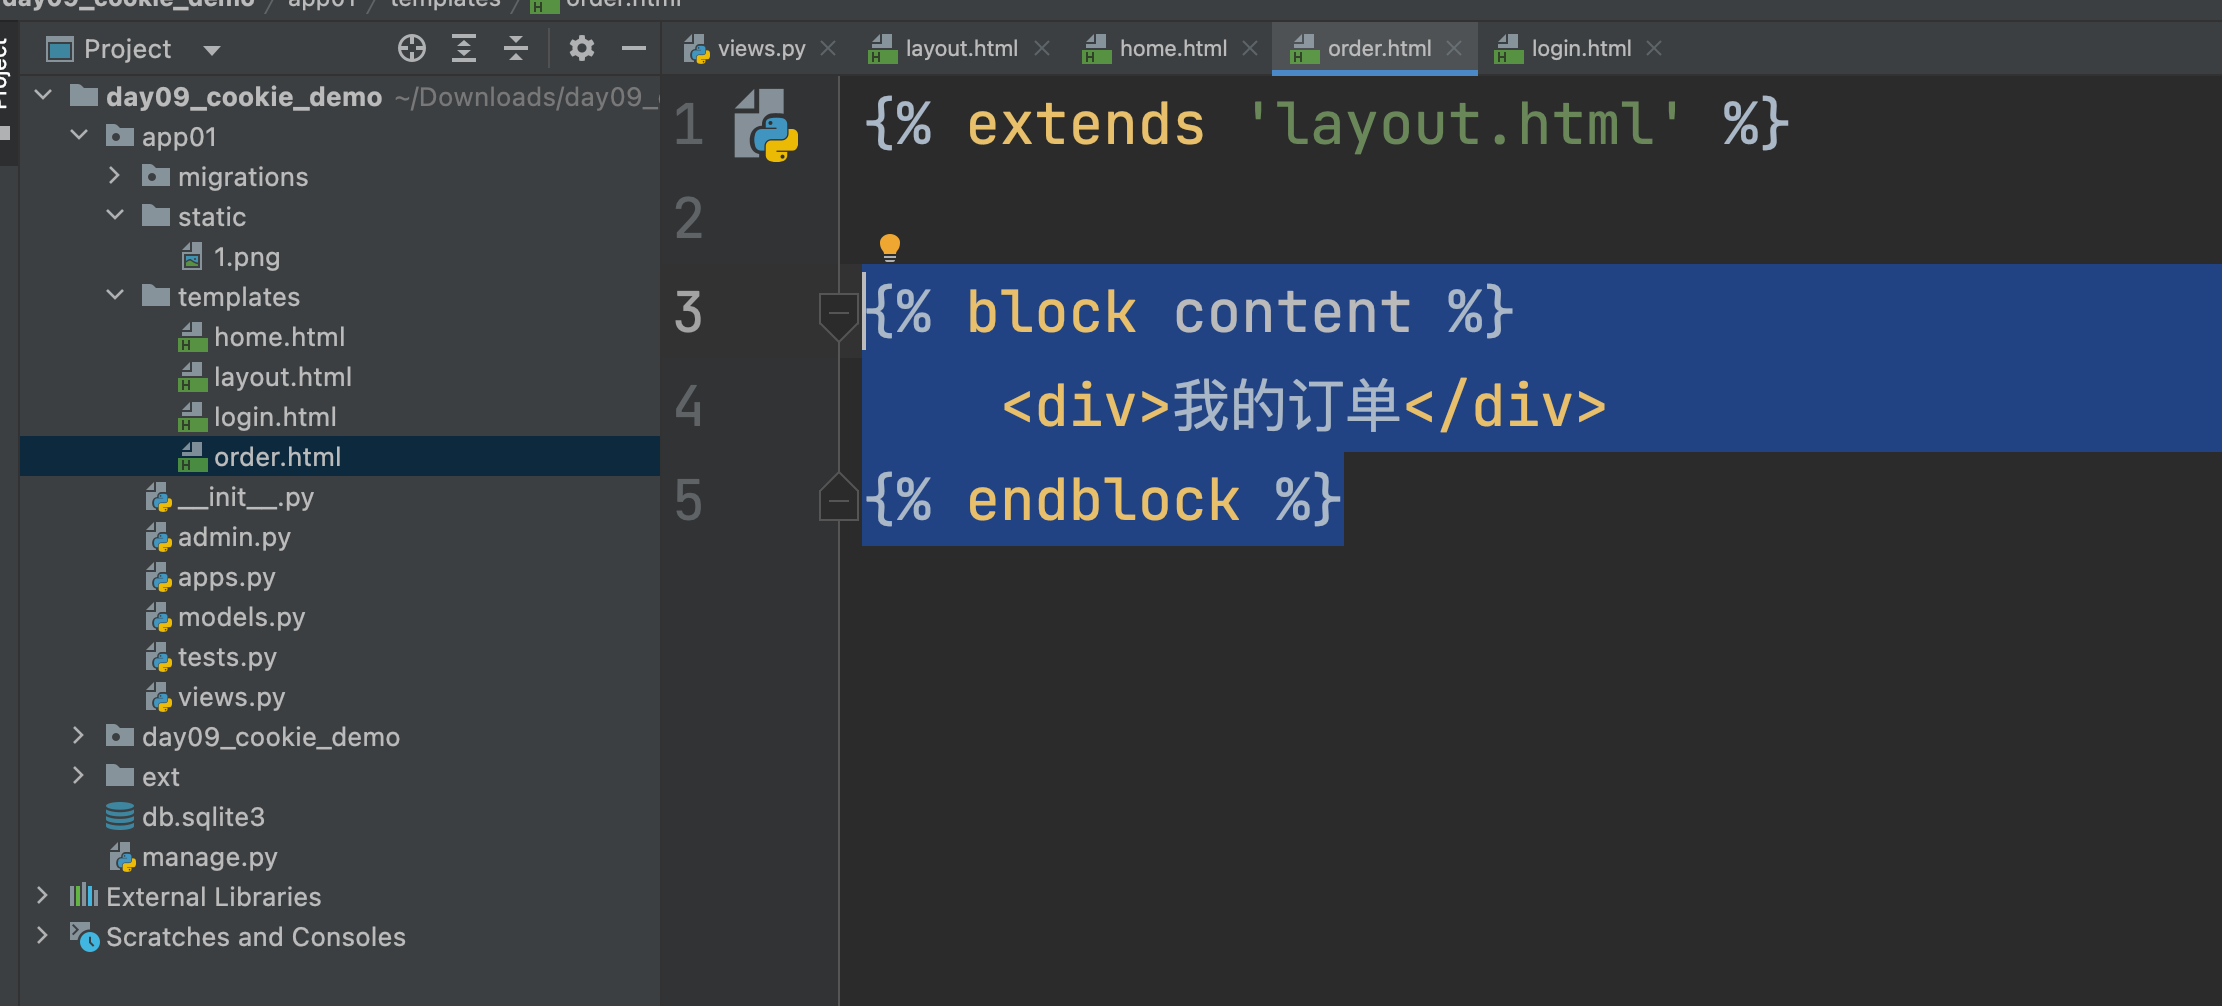 day09_cookie_demo / app01 / templates / order.html
Project
Project
views.py
layout.html
home.html
order.html
login.html
day09_cookie_demo ~/Downloads/day09_
app01
migrations
static
1.png
templates
home.html
layout.html
login.html
order.html
__init__.py
admin.py
apps.py
models.py
tests.py
views.py
day09_cookie_demo
ext
db.sqlite3
manage.py
External Libraries
Scratches and Consoles
1 {% extends 'layout.html' %}
2
3 {% block content %}
4 <div>我的订单</div>
5 {% endblock %}